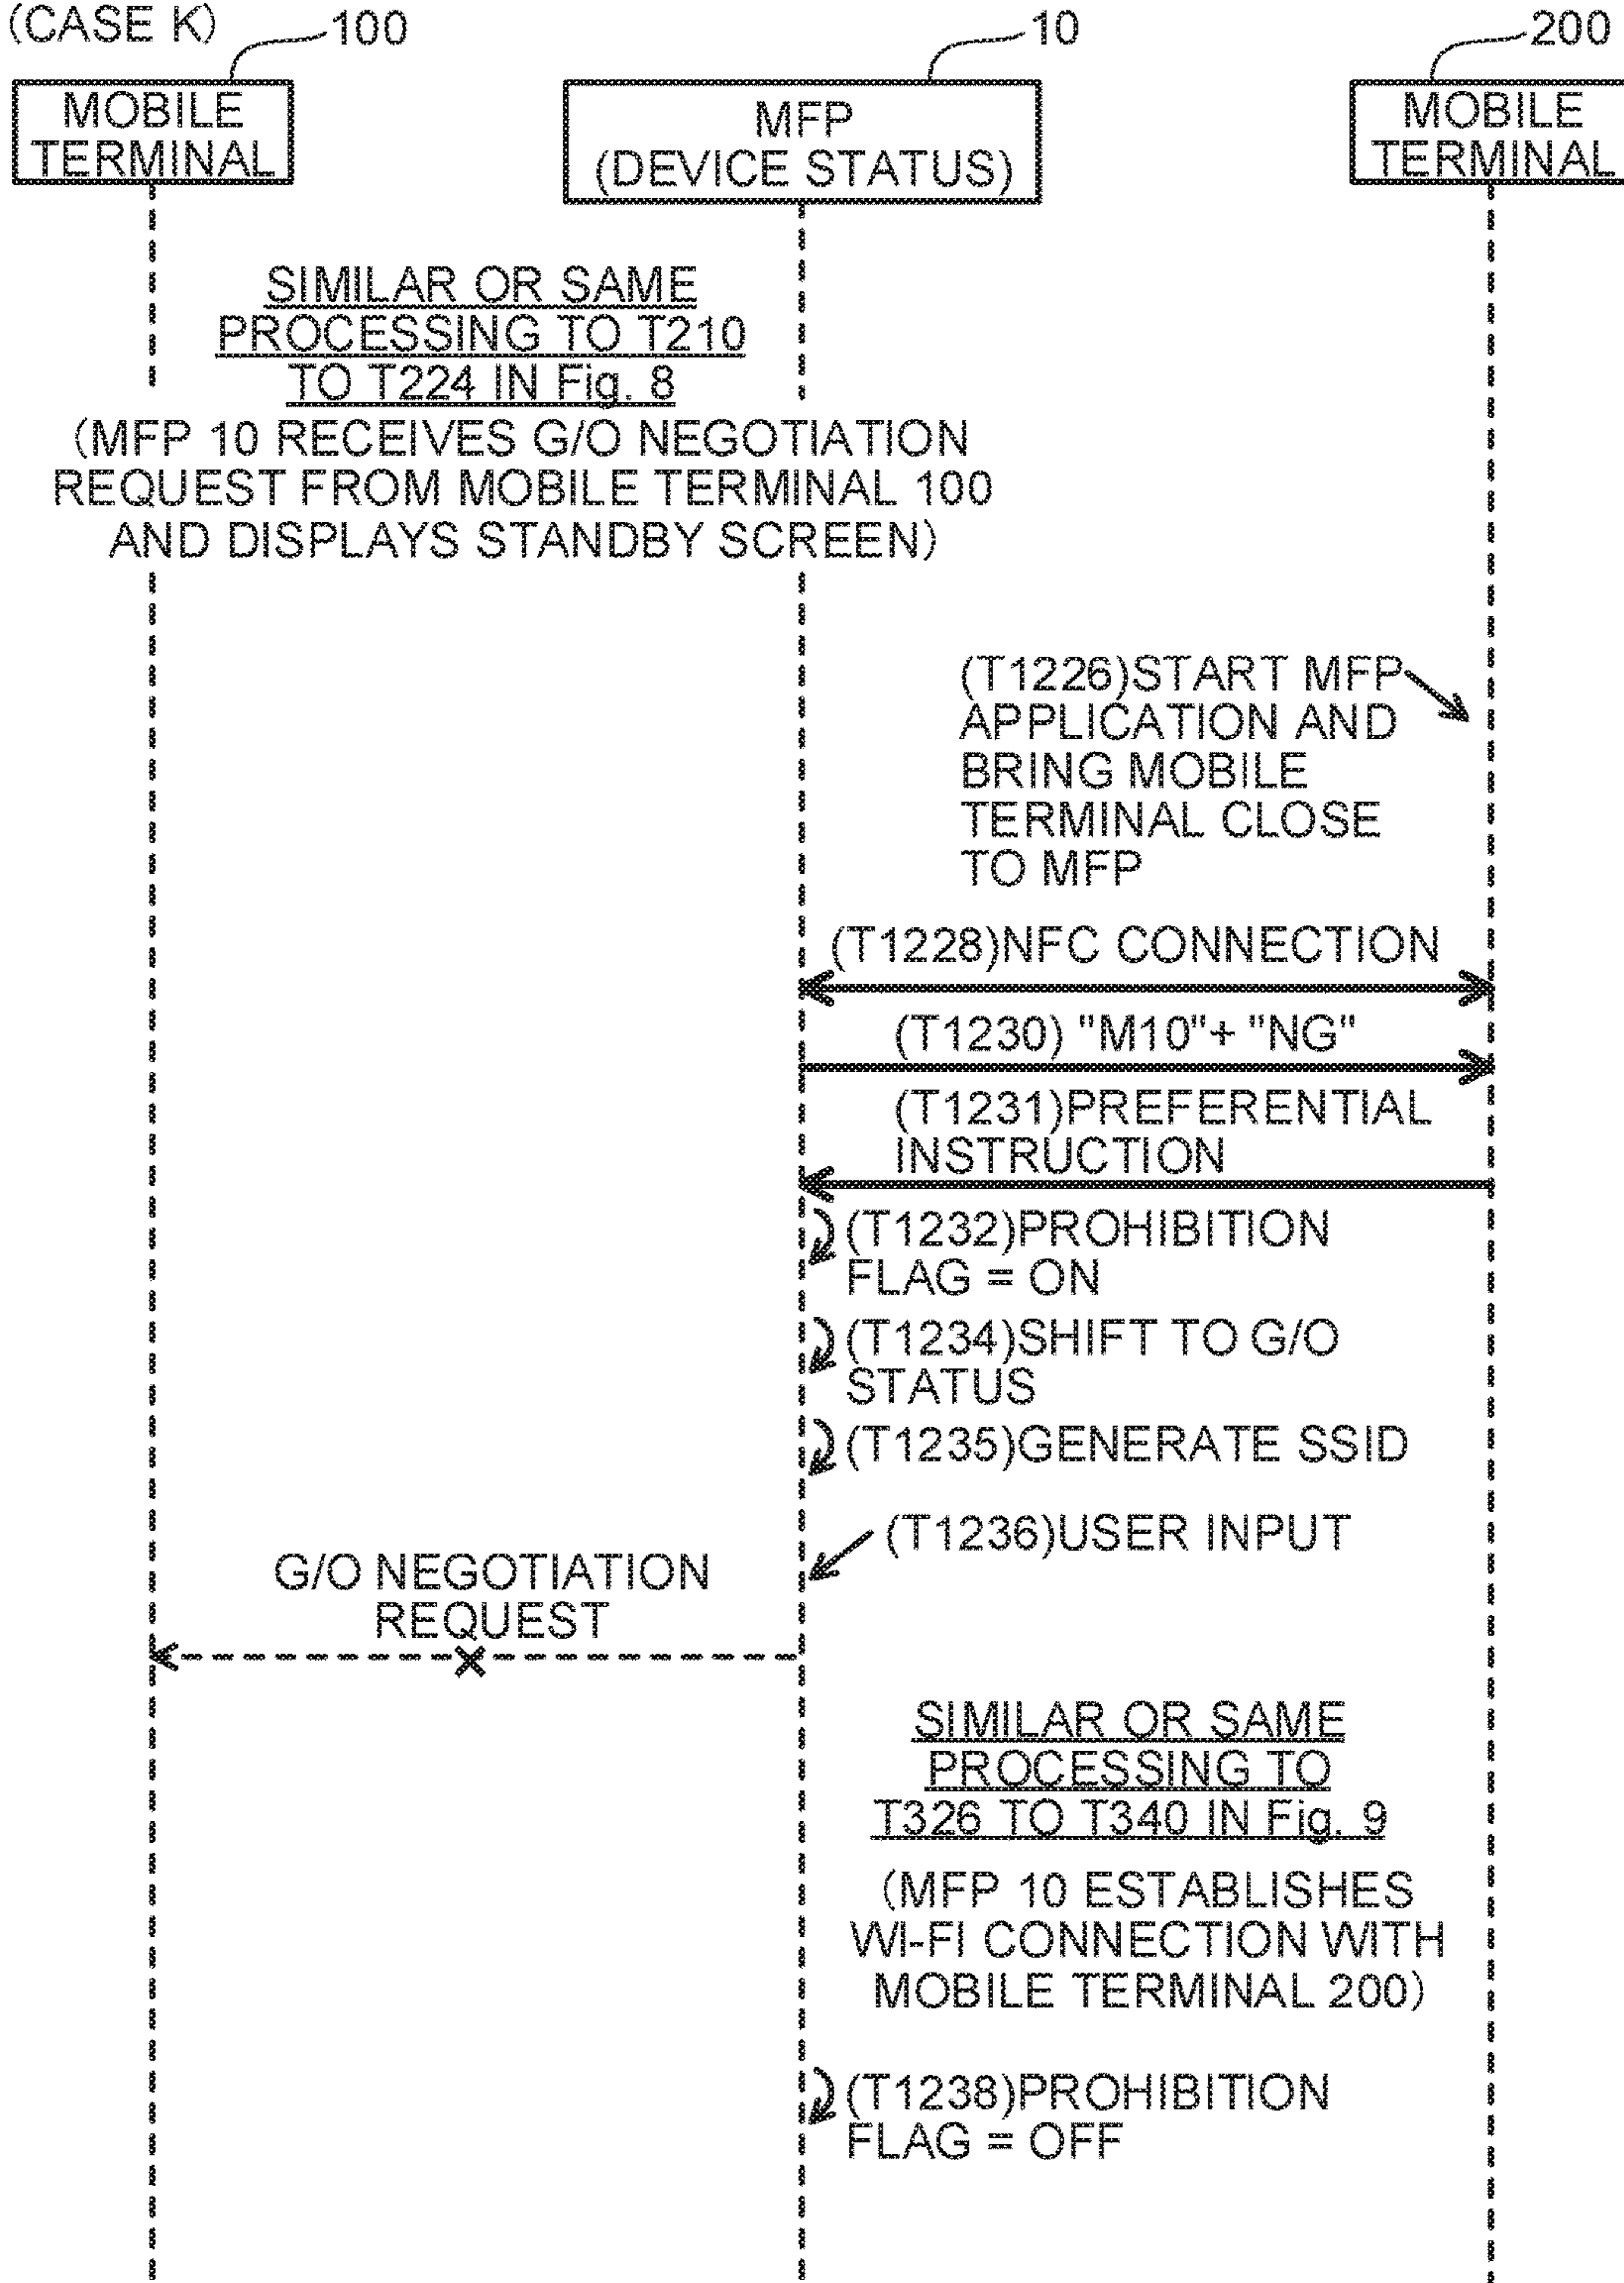 (CASE K)
100
10
200
MOBILE
TERMINAL
MFP
(DEVICE STATUS)
MOBILE
TERMINAL
SIMILAR OR SAME
PROCESSING TO T210
TO T224 IN Fig. 8
(MFP 10 RECEIVES G/O NEGOTIATION
REQUEST FROM MOBILE TERMINAL 100
AND DISPLAYS STANDBY SCREEN)
(T1226)START MFP
APPLICATION AND
BRING MOBILE
TERMINAL CLOSE
TO MFP
(T1228)NFC CONNECTION
(T1230) "M10"+ "NG"
(T1231)PREFERENTIAL
INSTRUCTION
(T1232)PROHIBITION
FLAG = ON
(T1234)SHIFT TO G/O
STATUS
(T1235)GENERATE SSID
(T1236)USER INPUT
G/O NEGOTIATION
REQUEST
SIMILAR OR SAME
PROCESSING TO
T326 TO T340 IN Fig. 9
(MFP 10 ESTABLISHES
WI-FI CONNECTION WITH
MOBILE TERMINAL 200)
(T1238)PROHIBITION
FLAG = OFF